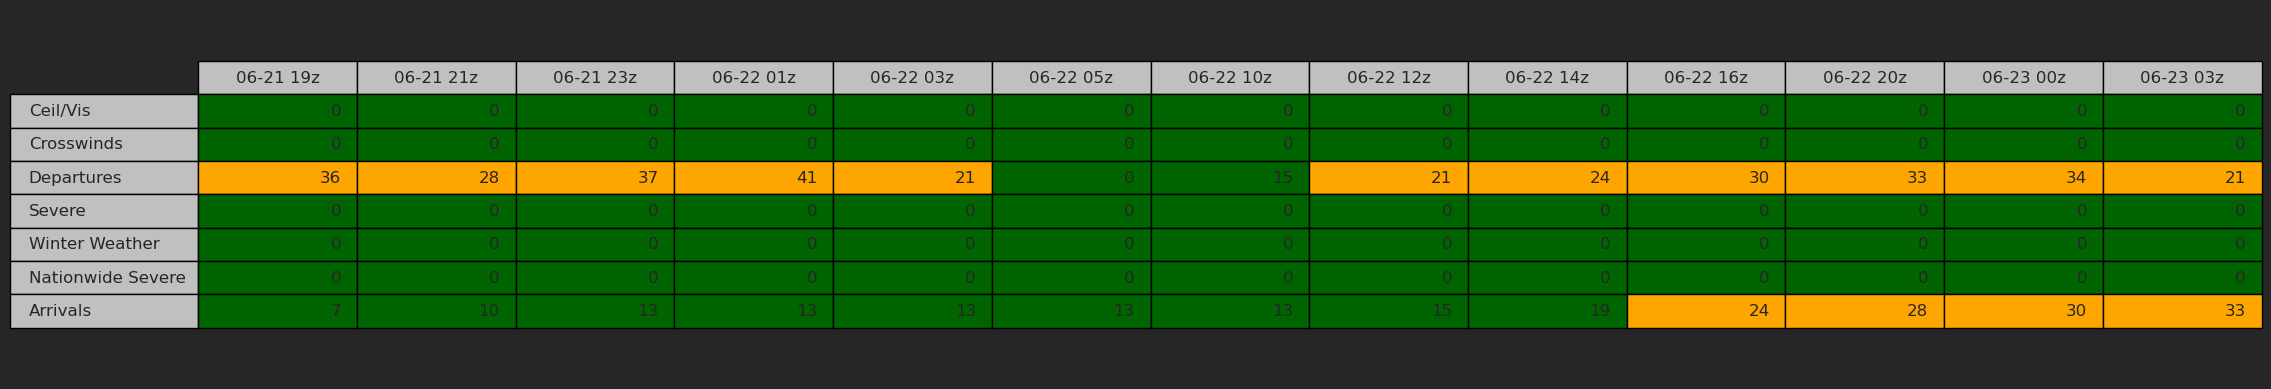 06-21 19z 06-21 21z 06-21 23z 06-22 01z 06-22 03z 06-22 05z 06-22 10z 06-22 12z 06-22 14z 06-22 16z 06-22 20z 06-23 00z 06-23 03z
Ceil/Vis 0 0 0 0 0 0 0 0 0 0 0 0 0
Crosswinds 0 0 0 0 0 0 0 0 0 0 0 0 0
Departures 36 28 37 41 21 0 15 21 24 30 33 34 21
Severe 0 0 0 0 0 0 0 0 0 0 0 0 0
Winter Weather 0 0 0 0 0 0 0 0 0 0 0 0 0
Nationwide Severe 0 0 0 0 0 0 0 0 0 0 0 0 0
Arrivals 7 10 13 13 13 13 13 15 19 24 28 30 33